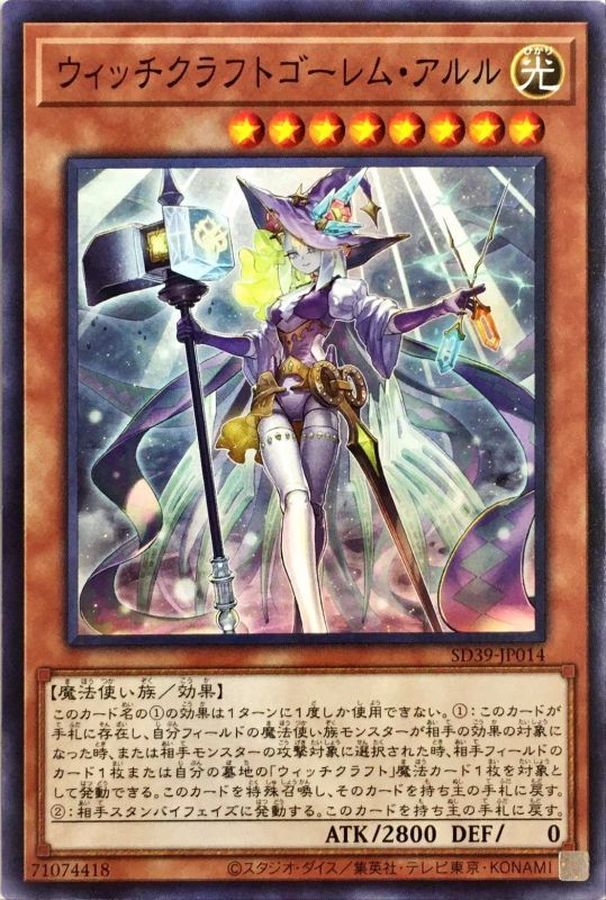 ウィッチクラフトゴーレム・アルル
光
ひかり
SD39-JP014
【魔法使い族／効果】
このカード名の①の効果は１ターンに１度しか使用できない。①：このカードが
手札に存在し、自分フィールドの魔法使い族モンスターが相手の効果の対象に
なった時、または相手モンスターの攻撃対象に選択された時、相手フィールドの
カード１枚または自分の墓地の「ウィッチクラフト」魔法カード１枚を対象と
して発動できる。このカードを特殊召喚し、そのカードを持ち主の手札に戻す。
②：相手スタンバイフェイズに発動する。このカードを持ち主の手札に戻す。
ATK/2800 DEF/ 0
71074418
©スタジオ・ダイス／集英社・テレビ東京・KONAMI